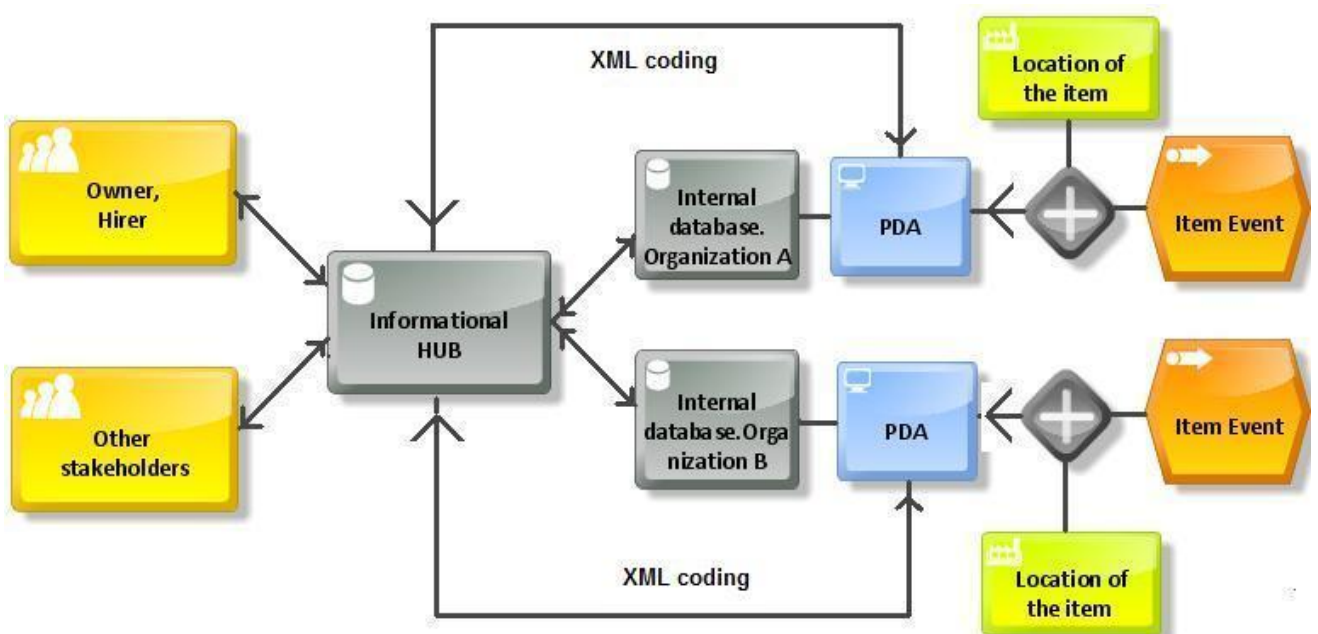 XML coding
Location of
the item
Owner,
Hirer
Internal
database.
Organization A
PDA
Item Event
Informational
HUB
Other
stakeholders
Internal
database.Orga
nization B
PDA
Item Event
XML coding
Location of
the item